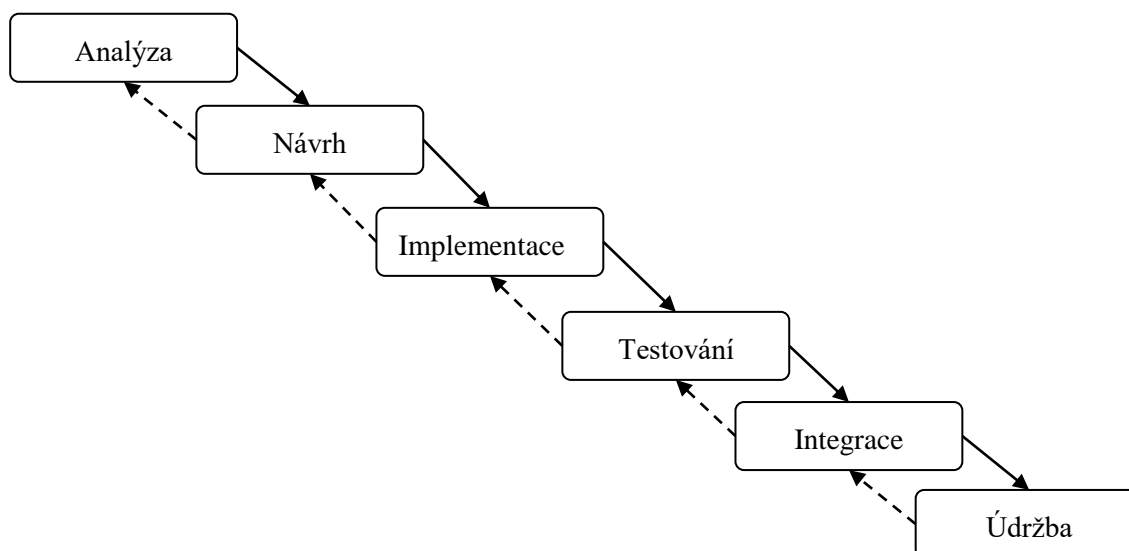 Analýza
Návrh
Implementace
Testování
Integrace
Údržba